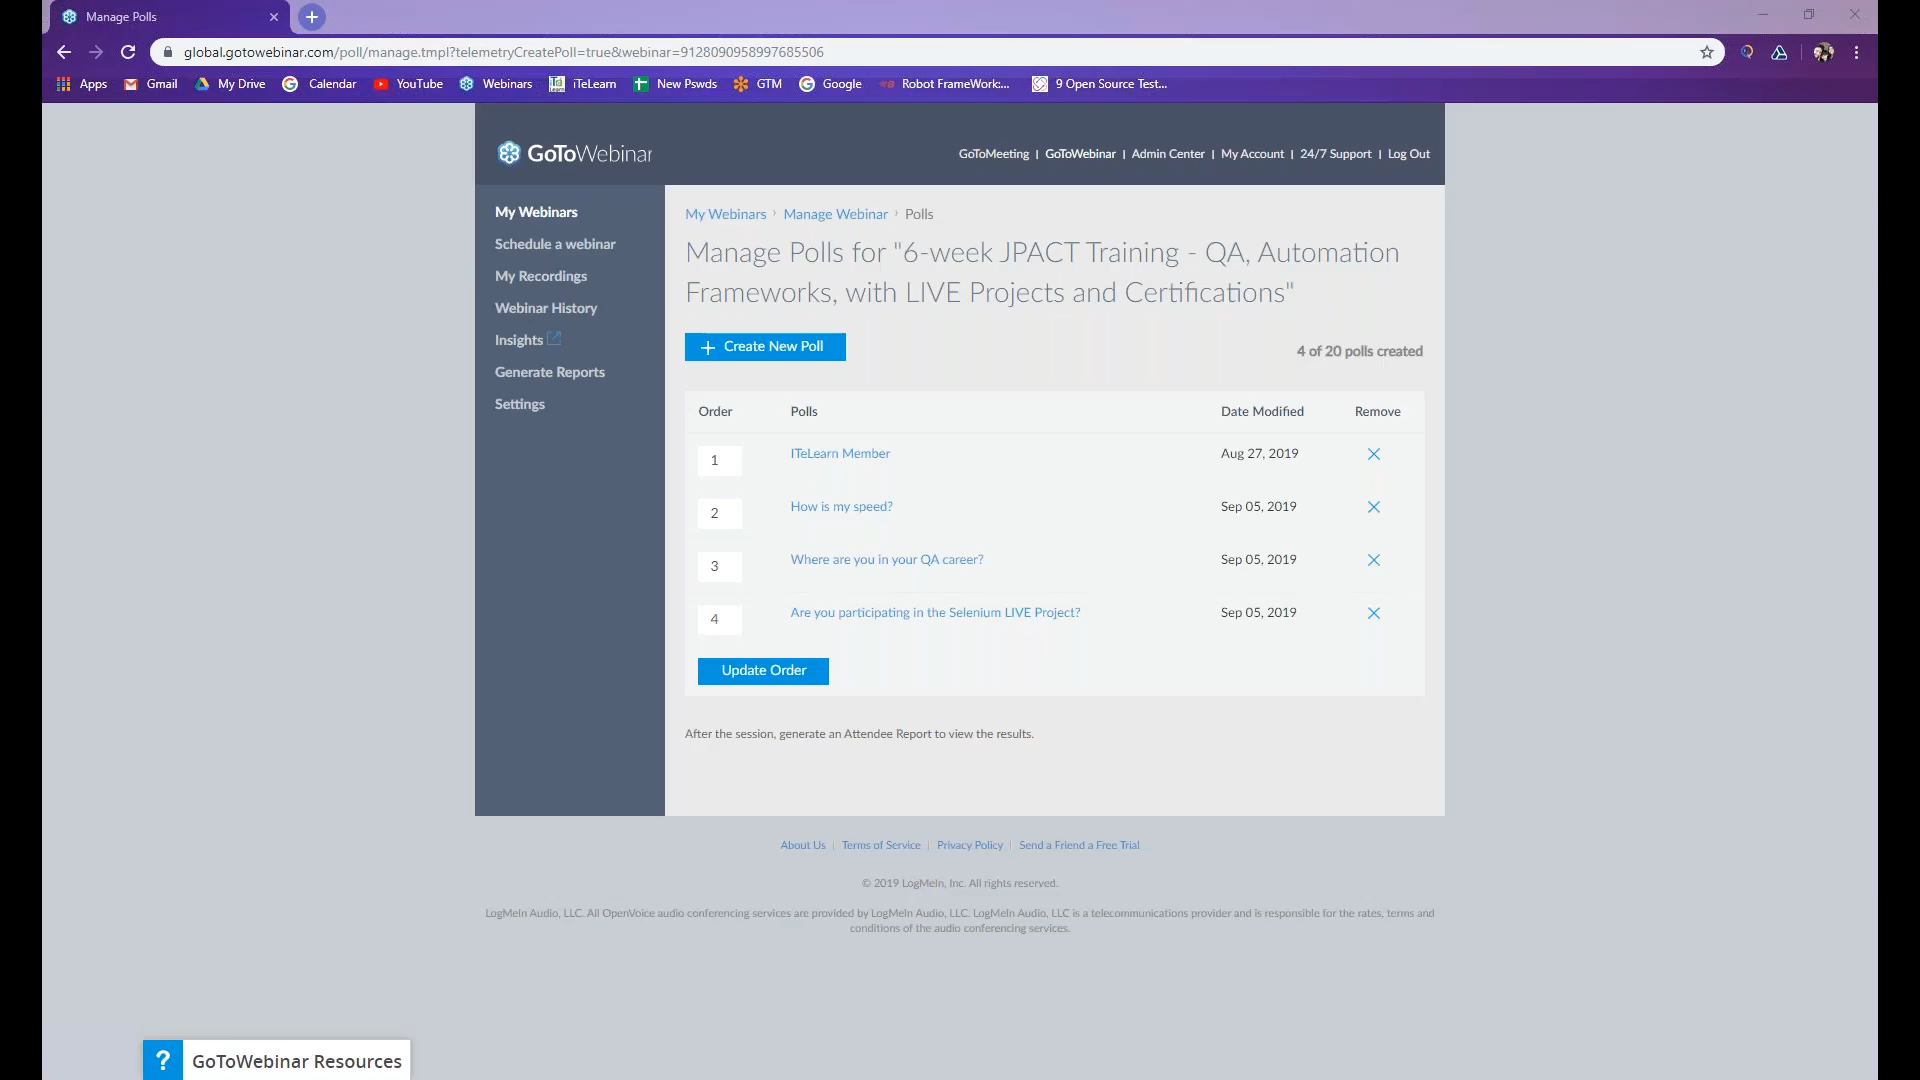 Manage Polls
global.gotowebinar.com/poll/manage.tmpl?telemetryCreatePoll=true&webinar=9128090958997685506
Apps Gmail My Drive Calendar YouTube Webinars iTeLearn New Pswds GTM Google Robot FrameWork:... 9 Open Source Test...
GoToWebinar
GoToMeeting | GoToWebinar | Admin Center | My Account | 24/7 Support | Log Out
My Webinars
Schedule a webinar
My Recordings
Webinar History
Insights
Generate Reports
Settings
My Webinars › Manage Webinar › Polls
Manage Polls for "6-week JPACT Training - QA, Automation
Frameworks, with LIVE Projects and Certifications"
+ Create New Poll
4 of 20 polls created
Order Polls Date Modified Remove
1 ITeLearn Member Aug 27, 2019
2 How is my speed? Sep 05, 2019
3 Where are you in your QA career? Sep 05, 2019
4 Are you participating in the Selenium LIVE Project? Sep 05, 2019
Update Order
After the session, generate an Attendee Report to view the results.
About Us | Terms of Service | Privacy Policy | Send a Friend a Free Trial
© 2019 LogMeIn, Inc. All rights reserved.
LogMeIn Audio, LLC. All OpenVoice audio conferencing services are provided by LogMeIn Audio, LLC. LogMeIn Audio, LLC is a telecommunications provider and is responsible for the rates, terms and
conditions of the audio conferencing services.
? GoToWebinar Resources